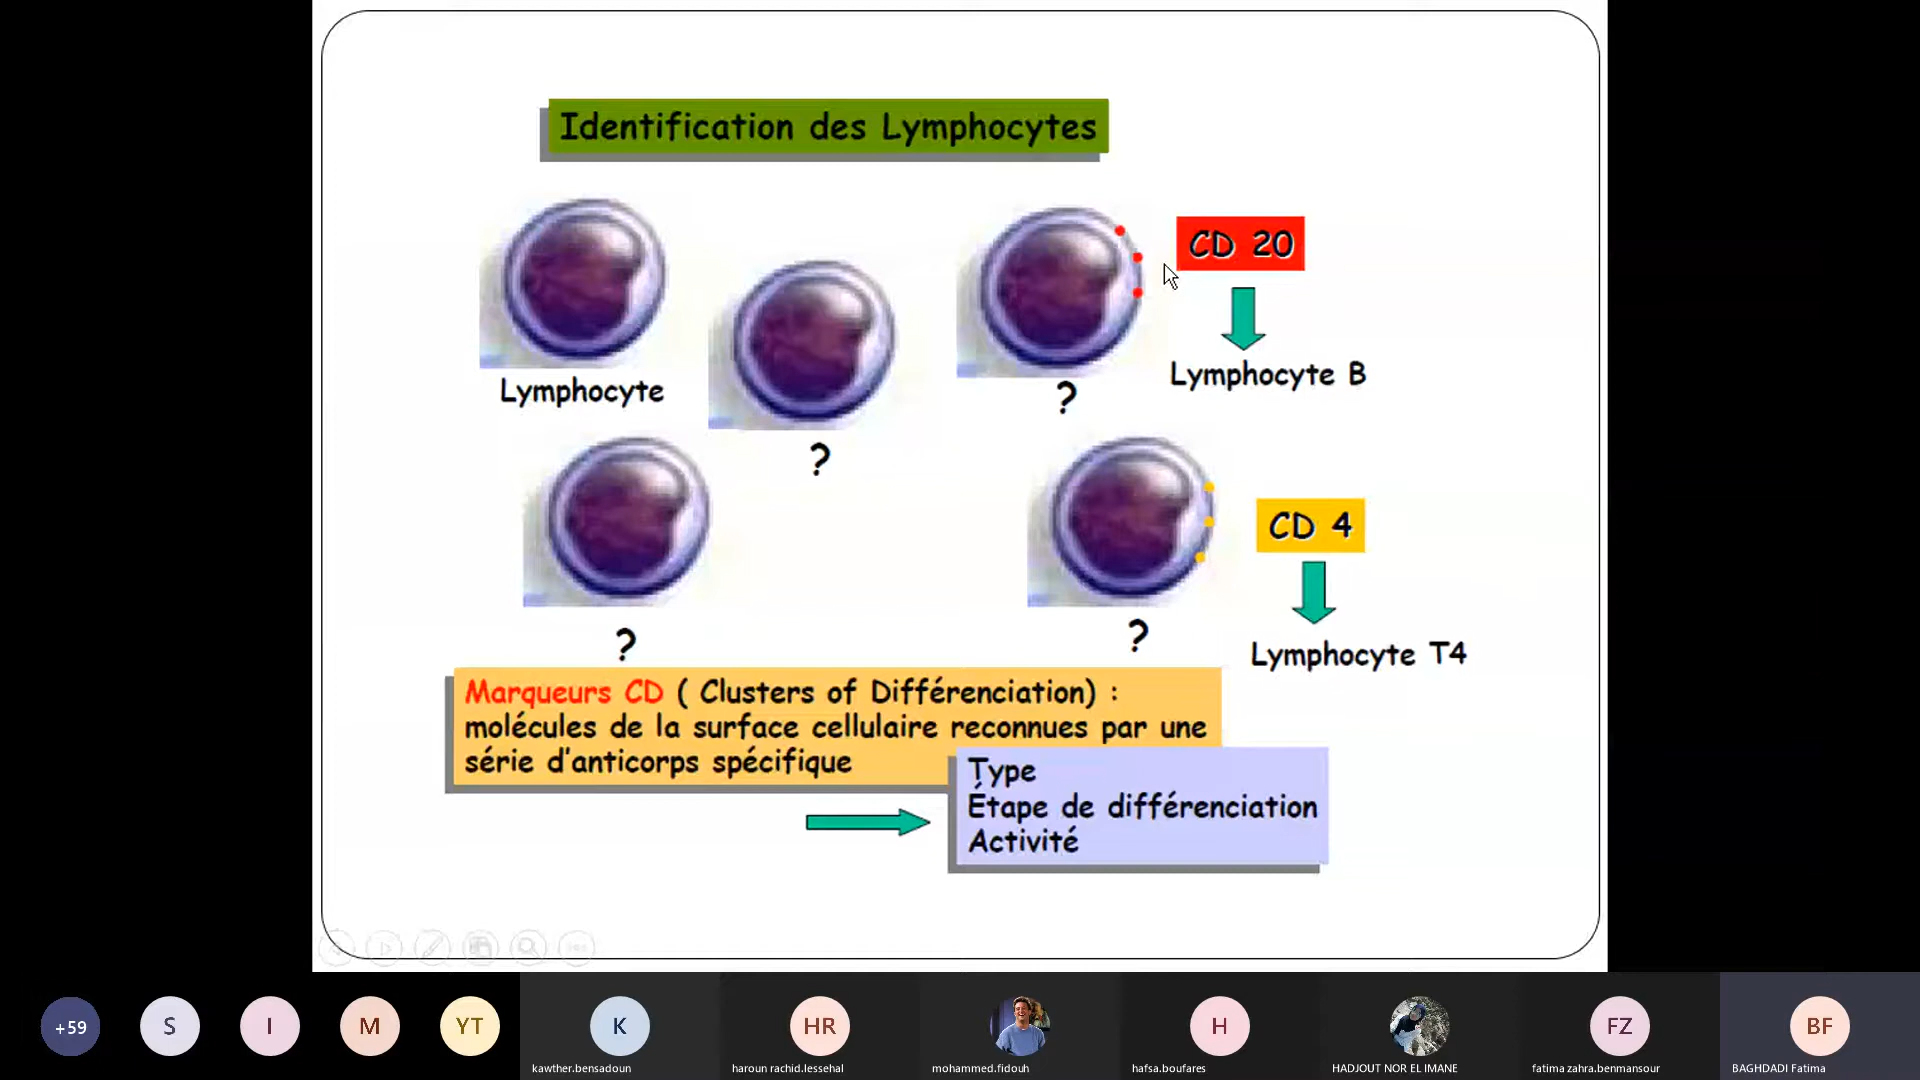 Identification des Lymphocytes
CD 20
Lymphocyte B
Lymphocyte
?
?
CD 4
?
?
Lymphocyte T4
Marqueurs CD ( Clusters of Différenciation) :
molécules de la surface cellulaire reconnues par une
série d'anticorps spécifique
Type
Étape de différenciation
Activité
+59
S
I
M
YT
K
HR
H
FZ
BF
kawther.bensadoun
haroun rachid.lessehal
mohammed.fidouh
hafsa.boufares
HADJOUT NOR EL IMANE
fatima zahra.benmansour
BAGHDADI Fatima